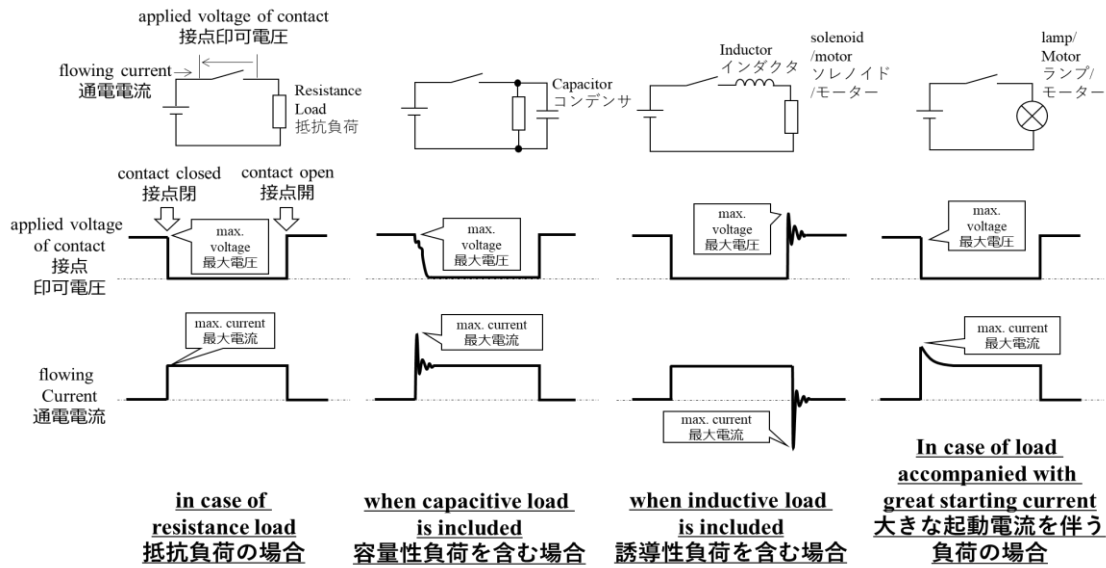 applied voltage of contact
接点印可電圧
flowing current
通電電流
Resistance
Load
抵抗負荷
Capacitor
コンデンサ
Inductor
インダクタ
solenoid
/motor
ソレノイド
/モーター
lamp/
Motor
ランプ/
モーター
contact closed
接点閉
contact open
接点開
applied voltage
of contact
接点
印可電圧
max.
voltage
最大電圧
max.
voltage
最大電圧
max.
voltage
最大電圧
max.
voltage
最大電圧
flowing
Current
通電電流
max. current
最大電流
max. current
最大電流
max. current
最大電流
max. current
最大電流
in case of
resistance load
抵抗負荷の場合
when capacitive load
is included
容量性負荷を含む場合
when inductive load
is included
誘導性負荷を含む場合
In case of load
accompanied with
great starting current
大きな起動電流を伴う
負荷の場合